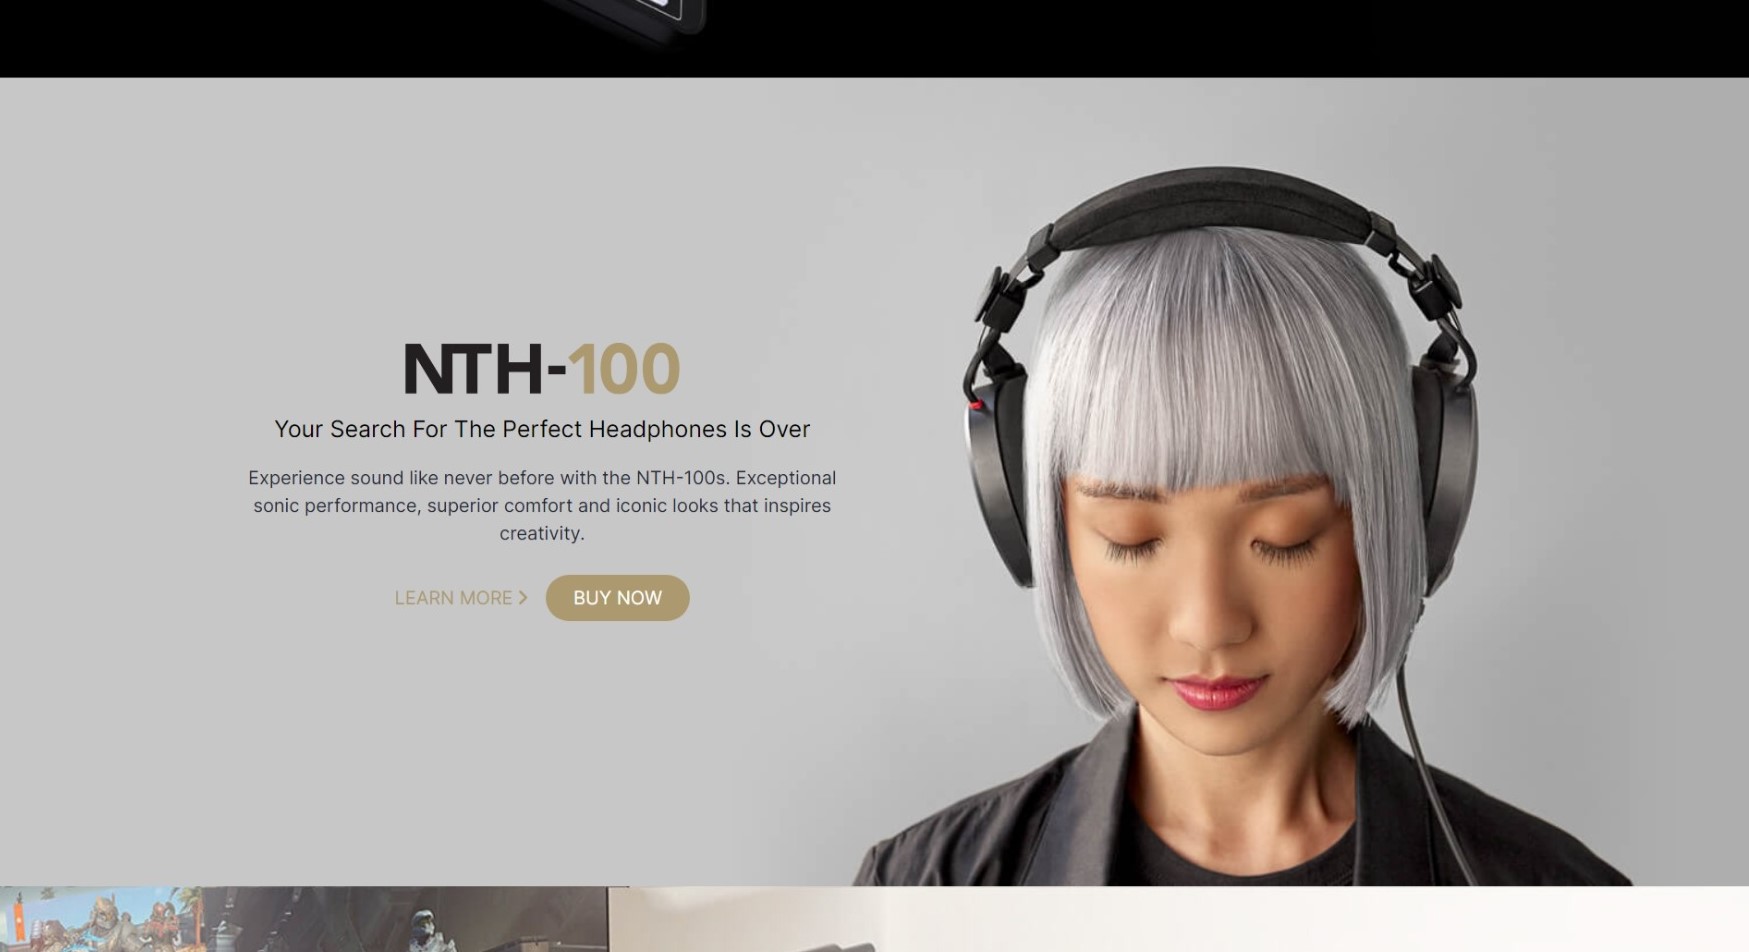 NTH-100
Your Search For The Perfect Headphones Is Over
Experience sound like never before with the NTH-100s. Exceptional
sonic performance, superior comfort and iconic looks that inspires
creativity.
LEARN MORE
BUY NOW